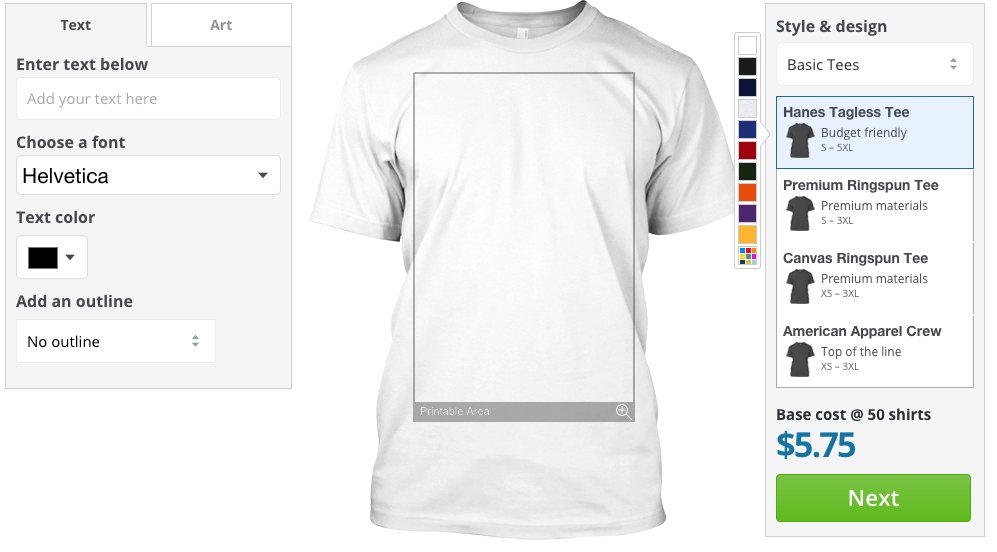 Text
Art
Enter text below
Add your text here
Choose a font
Helvetica
Text color
Add an outline
No outline
Printable Area
Style & design
Basic Tees
Hanes Tagless Tee
Budget friendly
S – 5XL
Premium Ringspun Tee
Premium materials
S – 3XL
Canvas Ringspun Tee
Premium materials
XS – 3XL
American Apparel Crew
Top of the line
XS – 3XL
Base cost @ 50 shirts
$5.75
Next